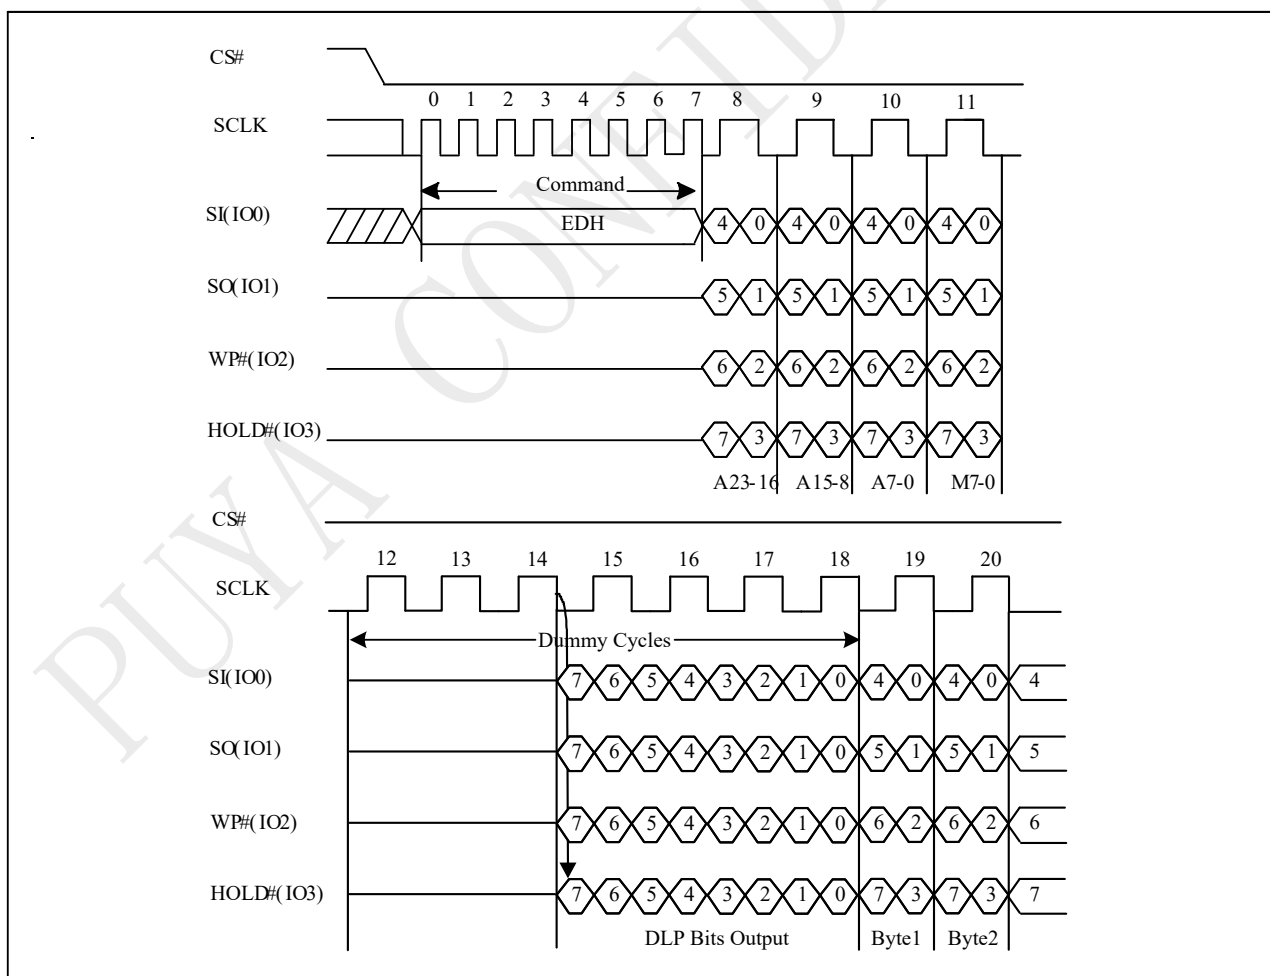 PUYA CONFID
CS#
0 1 2 3 4 5 6 7 8 9 10 11
SCLK
Command
SI(IO0)
EDH 4 0 4 0 4 0 4 0
SO(IO1)
5 1 5 1 5 1 5 1
WP#(IO2)
6 2 6 2 6 2 6 2
HOLD#(IO3)
7 3 7 3 7 3 7 3
A23-16 A15-8 A7-0 M7-0
CS#
12 13 14 15 16 17 18 19 20
SCLK
Dummy Cycles
SI(IO0)
7 6 5 4 3 2 1 0 4 0 4 0 4
SO(IO1)
7 6 5 4 3 2 1 0 5 1 5 1 5
WP#(IO2)
7 6 5 4 3 2 1 0 6 2 6 2 6
HOLD#(IO3)
7 6 5 4 3 2 1 0 7 3 7 3 7
DLP Bits Output Byte1 Byte2